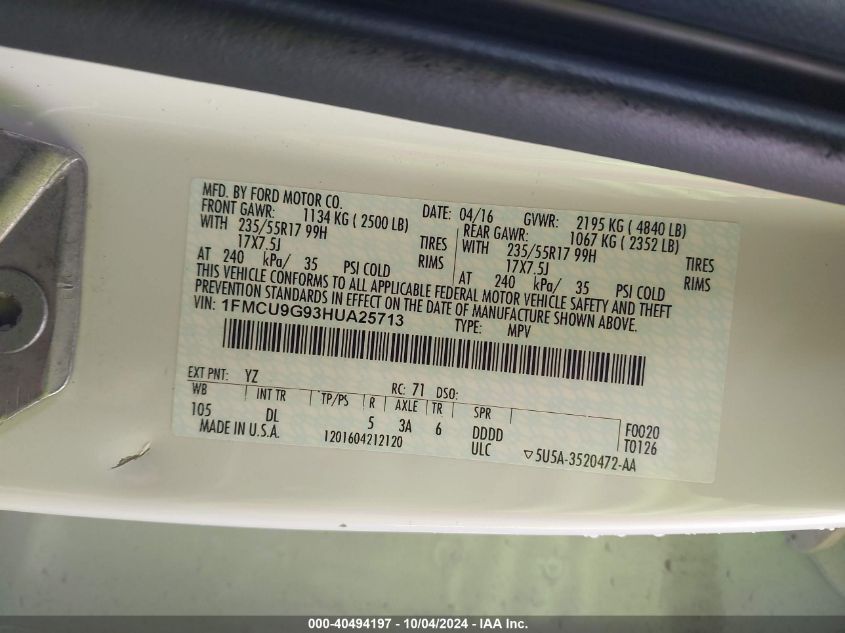 MFD. BY FORD MOTOR CO. DATE: 04/16 GVWR: 2195 KG ( 4840 LB)
FRONT GAWR: 1134 KG ( 2500 LB) REAR GAWR: 1067 KG ( 2352 LB)
WITH 235/55R17 99H TIRES WITH 235/55R17 99H TIRES
17X7.5J RIMS 17X7.5J RIMS
AT 240 kPa/ 35 PSI COLD AT 240 kPa/ 35 PSI COLD
THIS VEHICLE CONFORMS TO ALL APPLICABLE FEDERAL MOTOR VEHICLE SAFETY AND THEFT
PREVENTION STANDARDS IN EFFECT ON THE DATE OF MANUFACTURE SHOWN ABOVE.
VIN: 1FMCU9G93HUA25713 TYPE: MPV
EXT PNT: YZ RC: 71 DSO:
WB INT TR TP/PS R AXLE TR SPR
105 DL 5 3A 6 DDDD F0020
MADE IN U.S.A. 1201604212120 ULC T0126
▽5U5A-3520472-AA
000-40494197 - 10/04/2024 - IAA Inc.